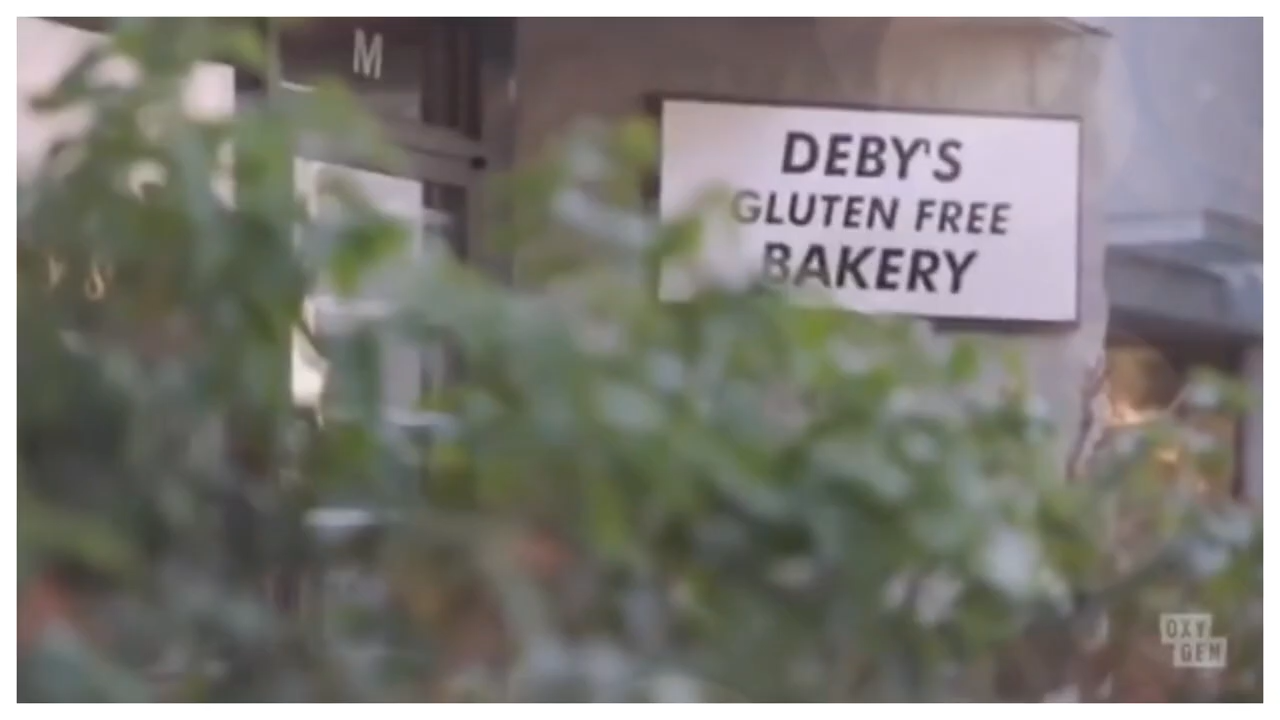 M
DEBY'S
GLUTEN FREE
BAKERY
OXY
GEN